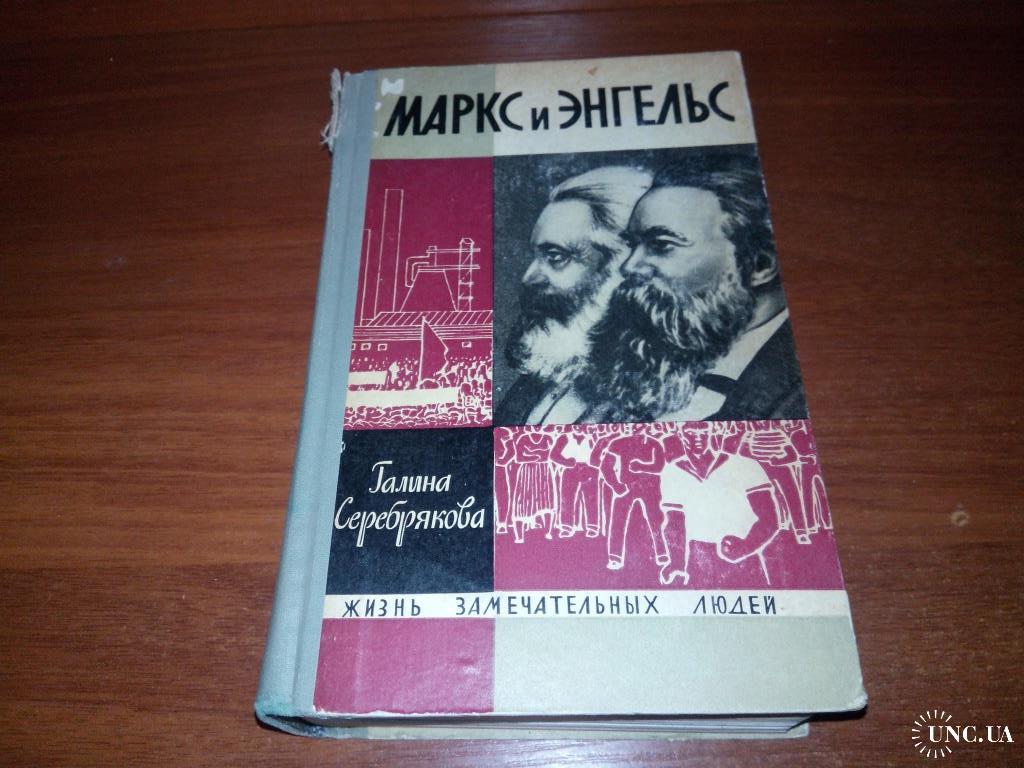 МАРКС и ЭНГЕЛЬС
Галина
Серебрякова
ЖИЗНЬ ЗАМЕЧАТЕЛЬНЫХ ЛЮДЕЙ
UNC.UA